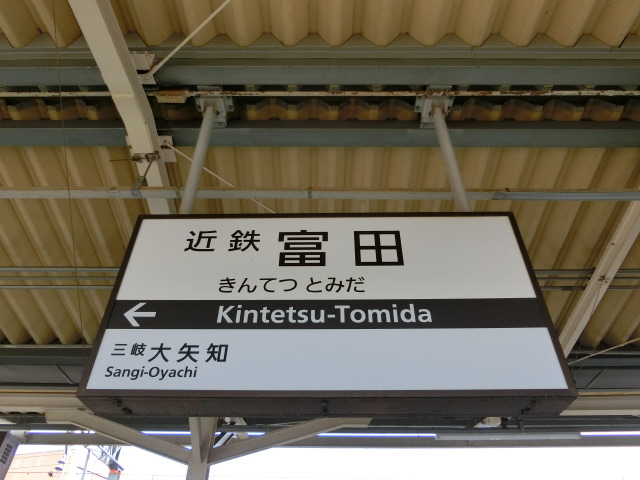 近鉄富田
きんてつ とみだ
← Kintetsu-Tomida
三岐大矢知
Sangi-Oyachi